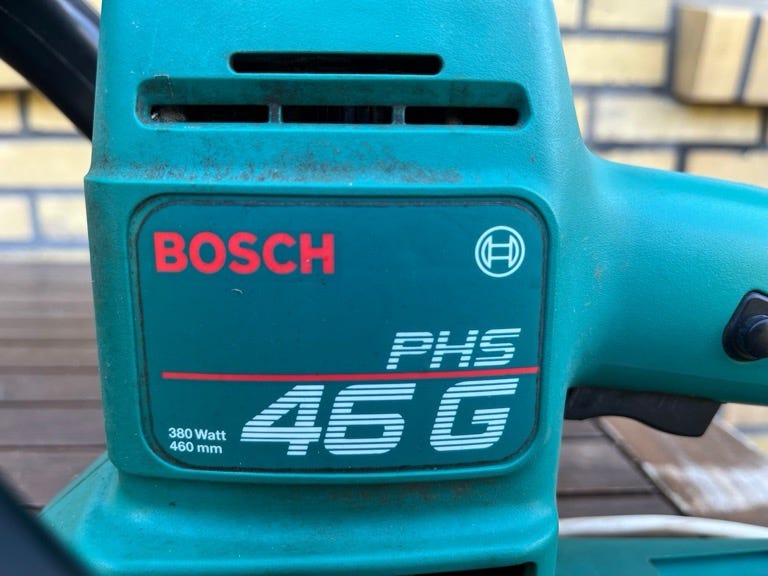 BOSCH
PHS
46 G
380 Watt
460 mm